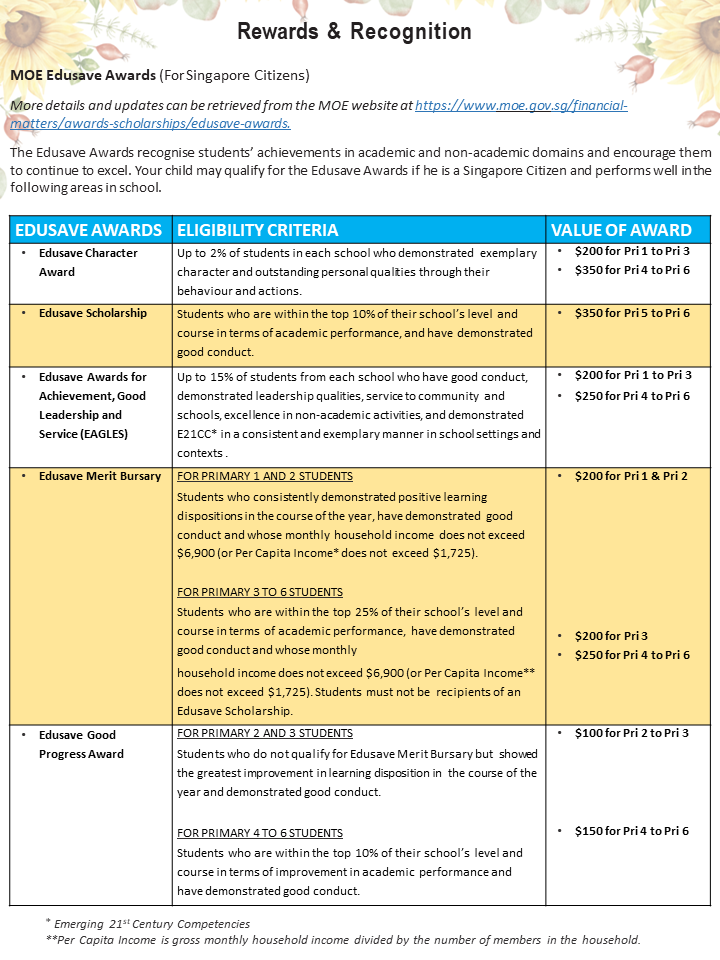 Rewards & Recognition
MOE Edusave Awards (For Singapore Citizens)
More details and updates can be retrieved from the MOE website at https://www.moe.gov.sg/financial-
matters/awards-scholarships/edusave-awards.
The Edusave Awards recognise students’ achievements in academic and non-academic domains and encourage them
to continue to excel. Your child may qualify for the Edusave Awards if he is a Singapore Citizen and performs well in the
following areas in school.
EDUSAVE AWARDS ELIGIBILITY CRITERIA VALUE OF AWARD
• Edusave Character
Award
Up to 2% of students in each school who demonstrated exemplary
character and outstanding personal qualities through their
behaviour and actions.
• $200 for Pri 1 to Pri 3
• $350 for Pri 4 to Pri 6
• Edusave Scholarship
Students who are within the top 10% of their school’s level and
course in terms of academic performance, and have demonstrated
good conduct.
• $350 for Pri 5 to Pri 6
• Edusave Awards for
Achievement, Good
Leadership and
Service (EAGLES)
Up to 15% of students from each school who have good conduct,
demonstrated leadership qualities, service to community and
schools, excellence in non-academic activities, and demonstrated
E21CC* in a consistent and exemplary manner in school settings and
contexts .
• $200 for Pri 1 to Pri 3
• $250 for Pri 4 to Pri 6
• Edusave Merit Bursary
FOR PRIMARY 1 AND 2 STUDENTS
Students who consistently demonstrated positive learning
dispositions in the course of the year, have demonstrated good
conduct and whose monthly household income does not exceed
$6,900 (or Per Capita Income* does not exceed $1,725).
• $200 for Pri 1 & Pri 2
FOR PRIMARY 3 TO 6 STUDENTS
Students who are within the top 25% of their school’s level and
course in terms of academic performance, have demonstrated
good conduct and whose monthly
household income does not exceed $6,900 (or Per Capita Income**
does not exceed $1,725). Students must not be recipients of an
Edusave Scholarship.
• $200 for Pri 3
• $250 for Pri 4 to Pri 6
• Edusave Good
Progress Award
FOR PRIMARY 2 AND 3 STUDENTS
Students who do not qualify for Edusave Merit Bursary but showed
the greatest improvement in learning disposition in the course of the
year and demonstrated good conduct.
• $100 for Pri 2 to Pri 3
FOR PRIMARY 4 TO 6 STUDENTS
Students who are within the top 10% of their school’s level and
course in terms of improvement in academic performance and
have demonstrated good conduct.
• $150 for Pri 4 to Pri 6
* Emerging 21st Century Competencies
**Per Capita Income is gross monthly household income divided by the number of members in the household.